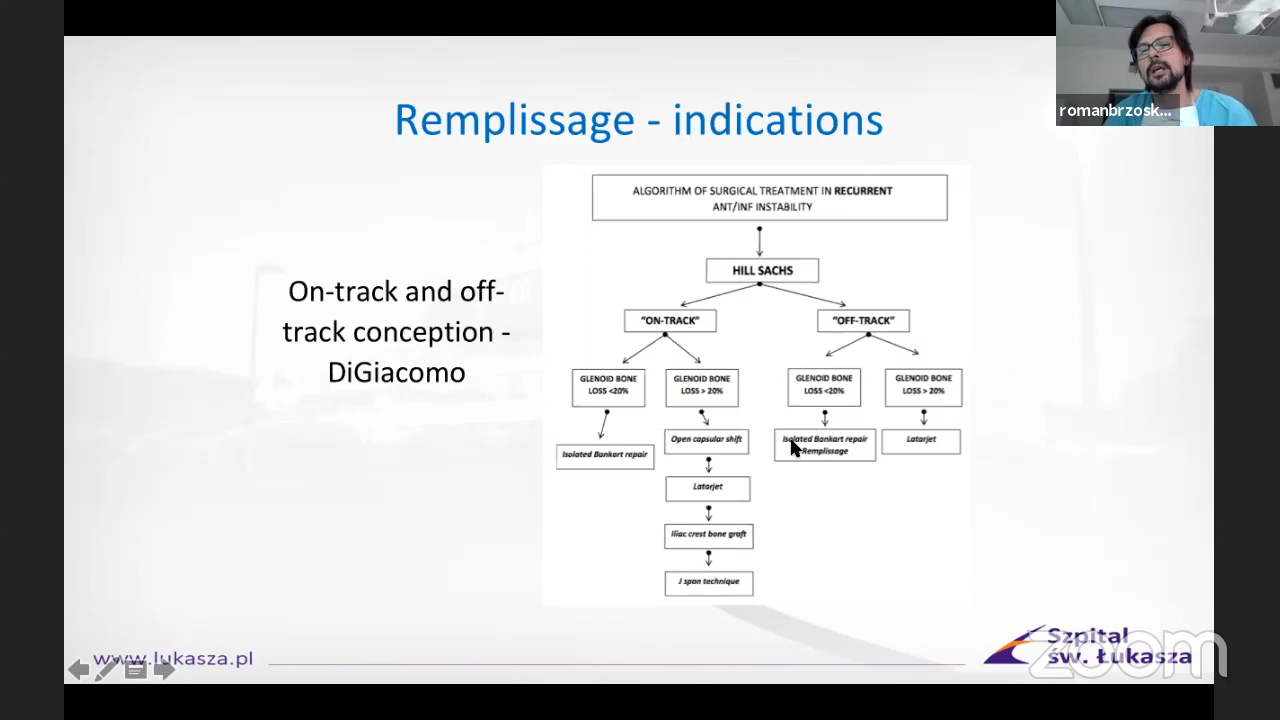 romanbrzosk...
Remplissage - indications
On-track and off-
track conception -
DiGiacomo
ALGORITHM OF SURGICAL TREATMENT IN RECURRENT
ANT/INF INSTABILITY
HILL SACHS
"ON-TRACK"
"OFF-TRACK"
GLENOID BONE
LOSS <20%
GLENOID BONE
LOSS > 20%
GLENOID BONE
LOSS <20%
GLENOID BONE
LOSS > 20%
Isolated Bankart repair
Open capsular shift
Latarjet
Iliac crest bone graft
J span technique
Isolated Bankart repair
Remplissage
Latarjet
www.lukasza.pl
Szpital
św. Łukasza
zoom